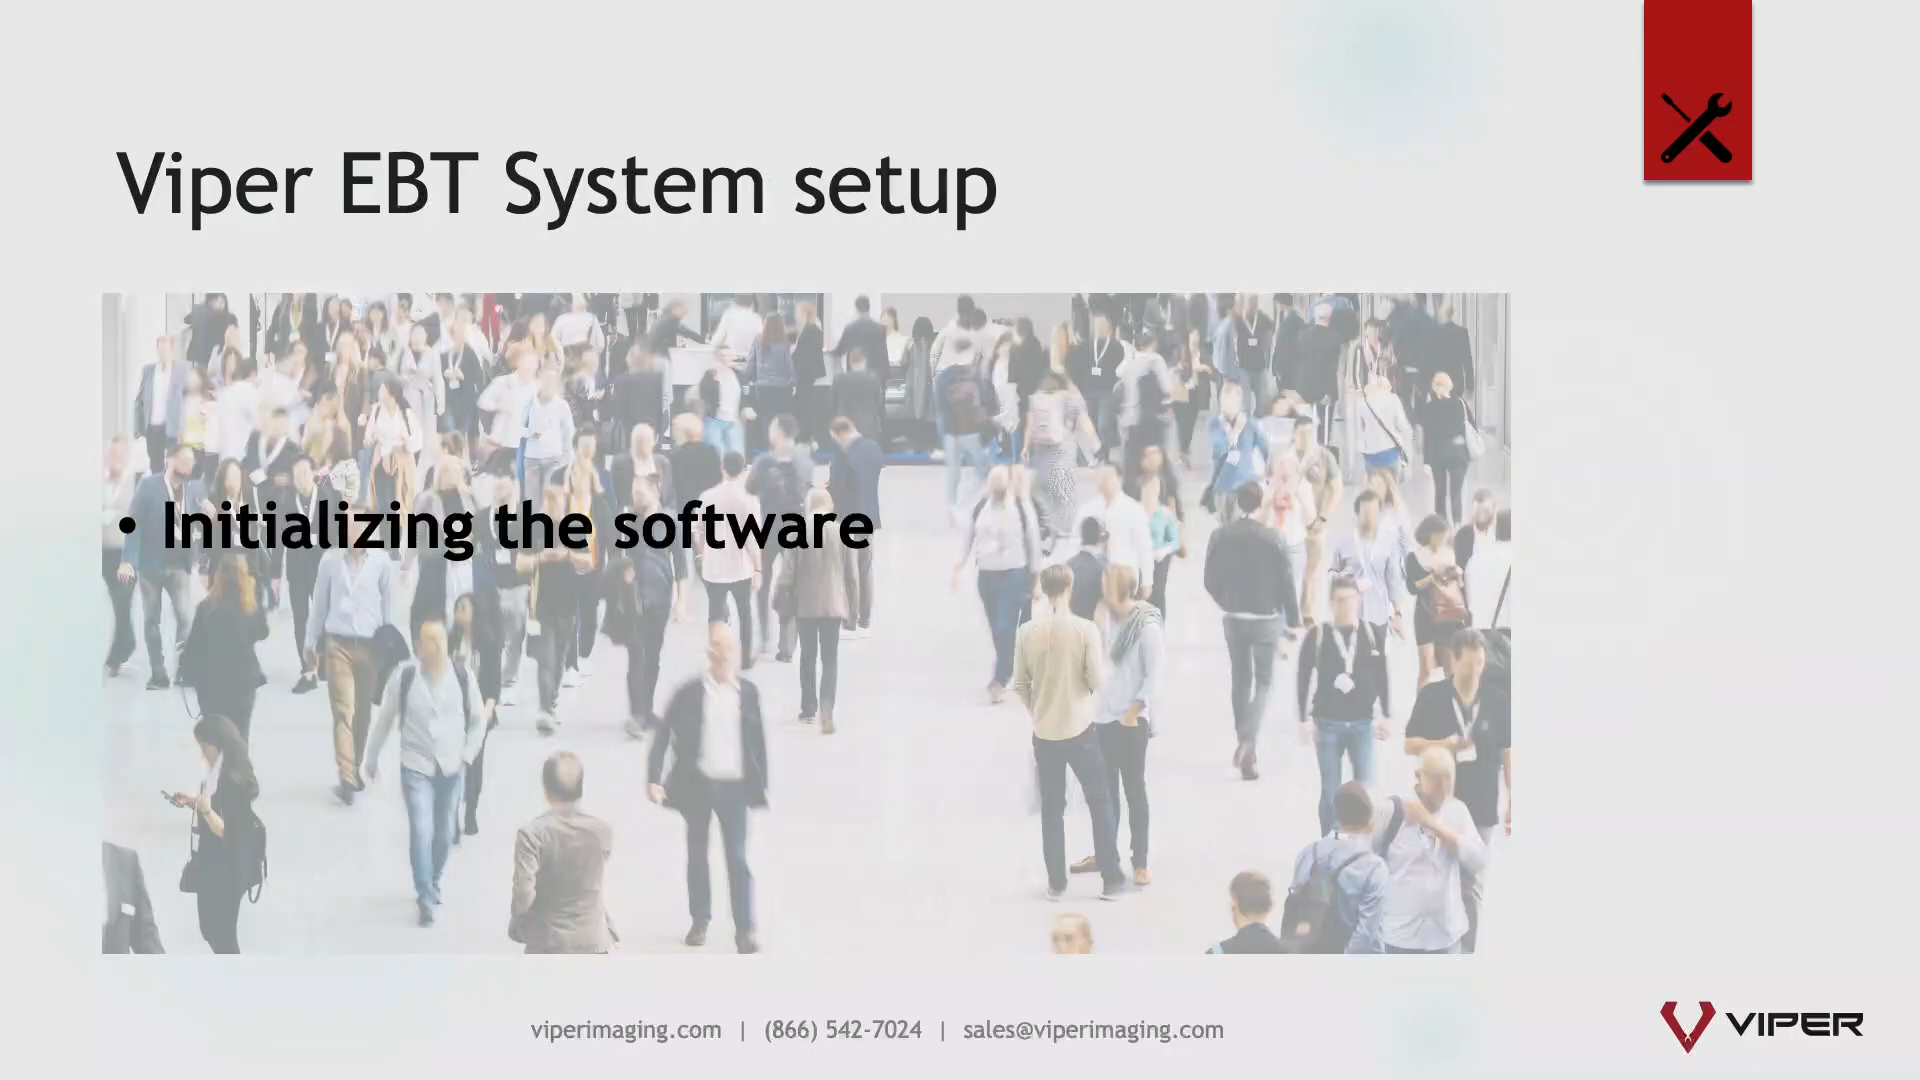 Viper EBT System setup
• Initializing the software
viperimaging.com | (866) 542-7024 | sales@viperimaging.com
VIPER